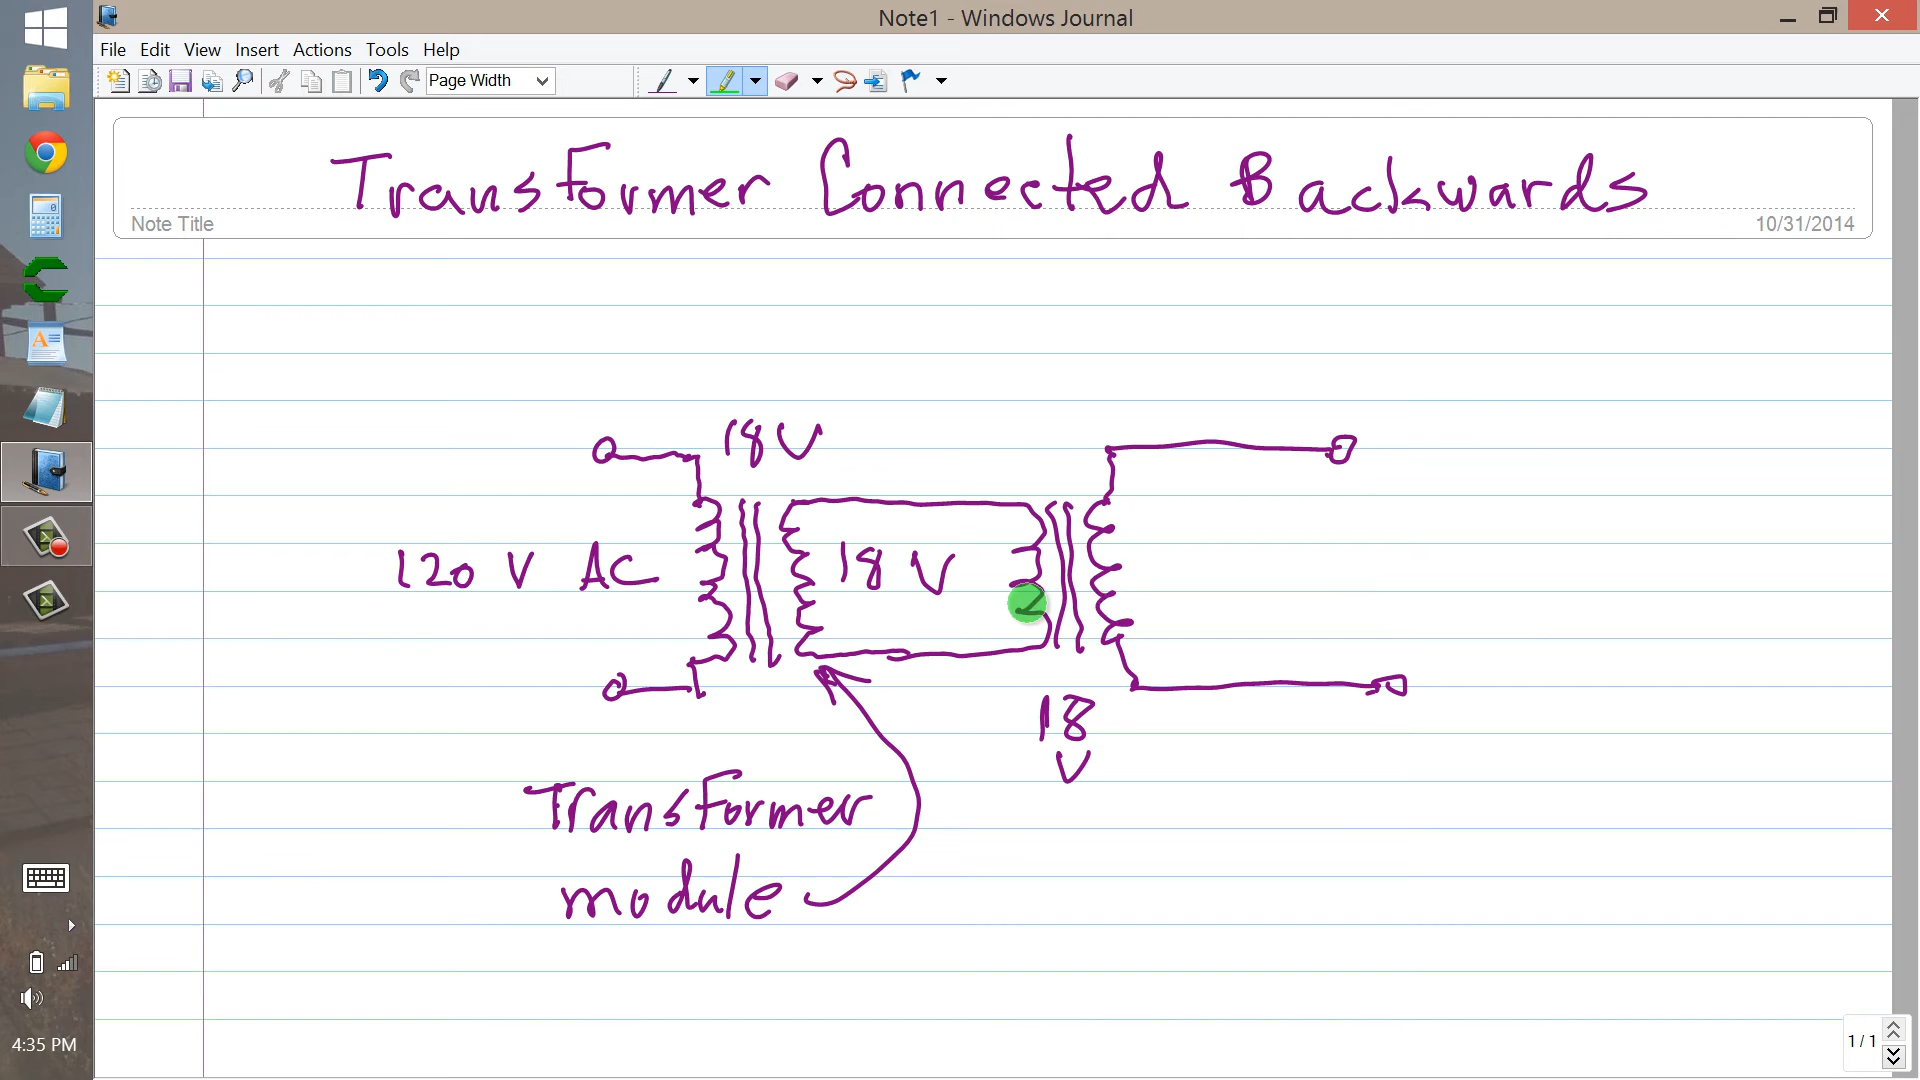 Note1 - Windows Journal
File Edit View Insert Actions Tools Help
Page Width
Transformer Connected Backwards
Note Title
10/31/2014
18V
120 V AC
18 V
18
V
Transformer
module
4:35 PM
1 / 1